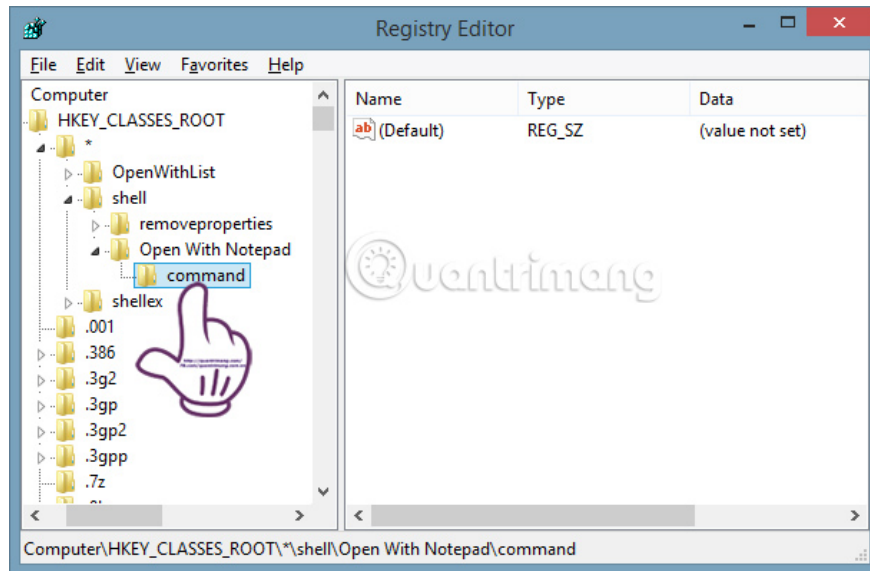 Registry Editor
File Edit View Favorites Help
Computer
HKEY_CLASSES_ROOT
*
OpenWithList
shell
removeproperties
Open With Notepad
command
shellex
.001
.386
.3g2
.3gp
.3gp2
.3gpp
.7z
Name Type Data
ab (Default) REG_SZ (value not set)
Quantrimang
Computer\HKEY_CLASSES_ROOT\*\shell\Open With Notepad\command